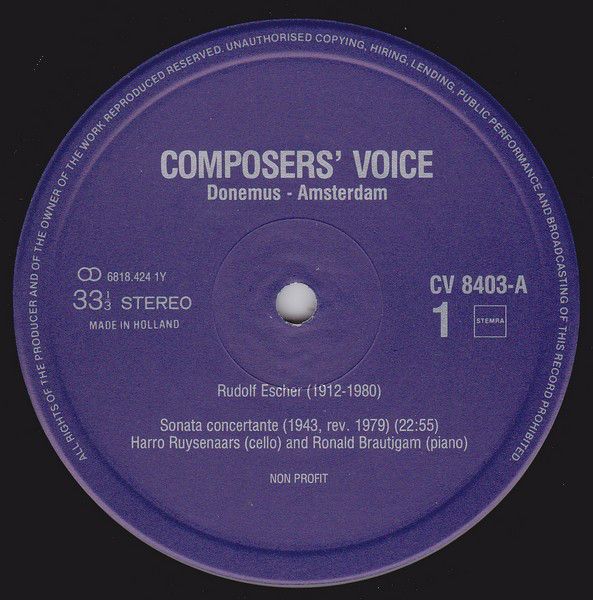 ALL RIGHTS OF THE PRODUCER AND OF THE OWNER OF THE WORK REPRODUCED RESERVED. UNAUTHORISED COPYING, HIRING, LENDING, PUBLIC PERFORMANCE AND BROADCASTING OF THIS RECORD PROHIBITED.
COMPOSERS' VOICE
Donemus - Amsterdam
6818.424 1Y
33 1/3 STEREO
MADE IN HOLLAND
CV 8403-A
1 STEMRA
Rudolf Escher (1912-1980)
Sonata concertante (1943, rev. 1979) (22:55)
Harro Ruysenaars (cello) and Ronald Brautigam (piano)
NON PROFIT